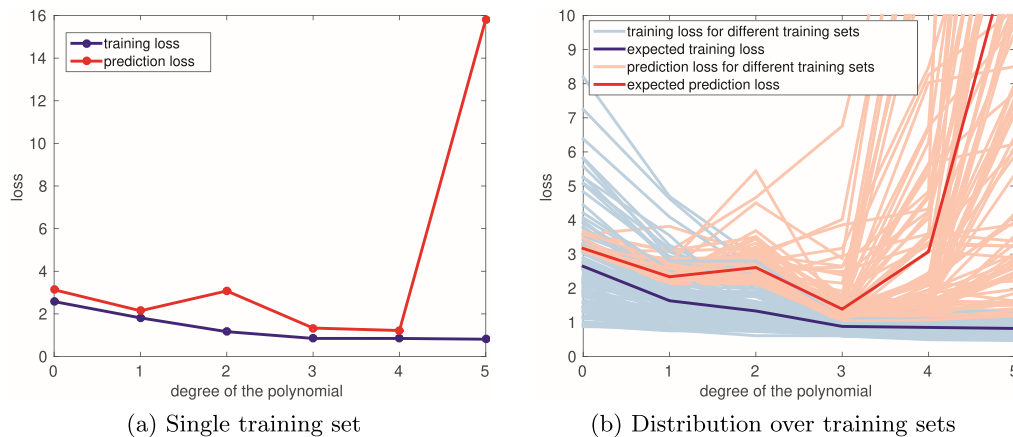 16
14
12
10
8
6
4
2
0
loss
training loss
prediction loss
0 1 2 3 4 5
degree of the polynomial
(a) Single training set
10
9
8
7
6
5
4
3
2
1
0
loss
training loss for different training sets
expected training loss
prediction loss for different training sets
expected prediction loss
0 1 2 3 4 5
degree of the polynomial
(b) Distribution over training sets